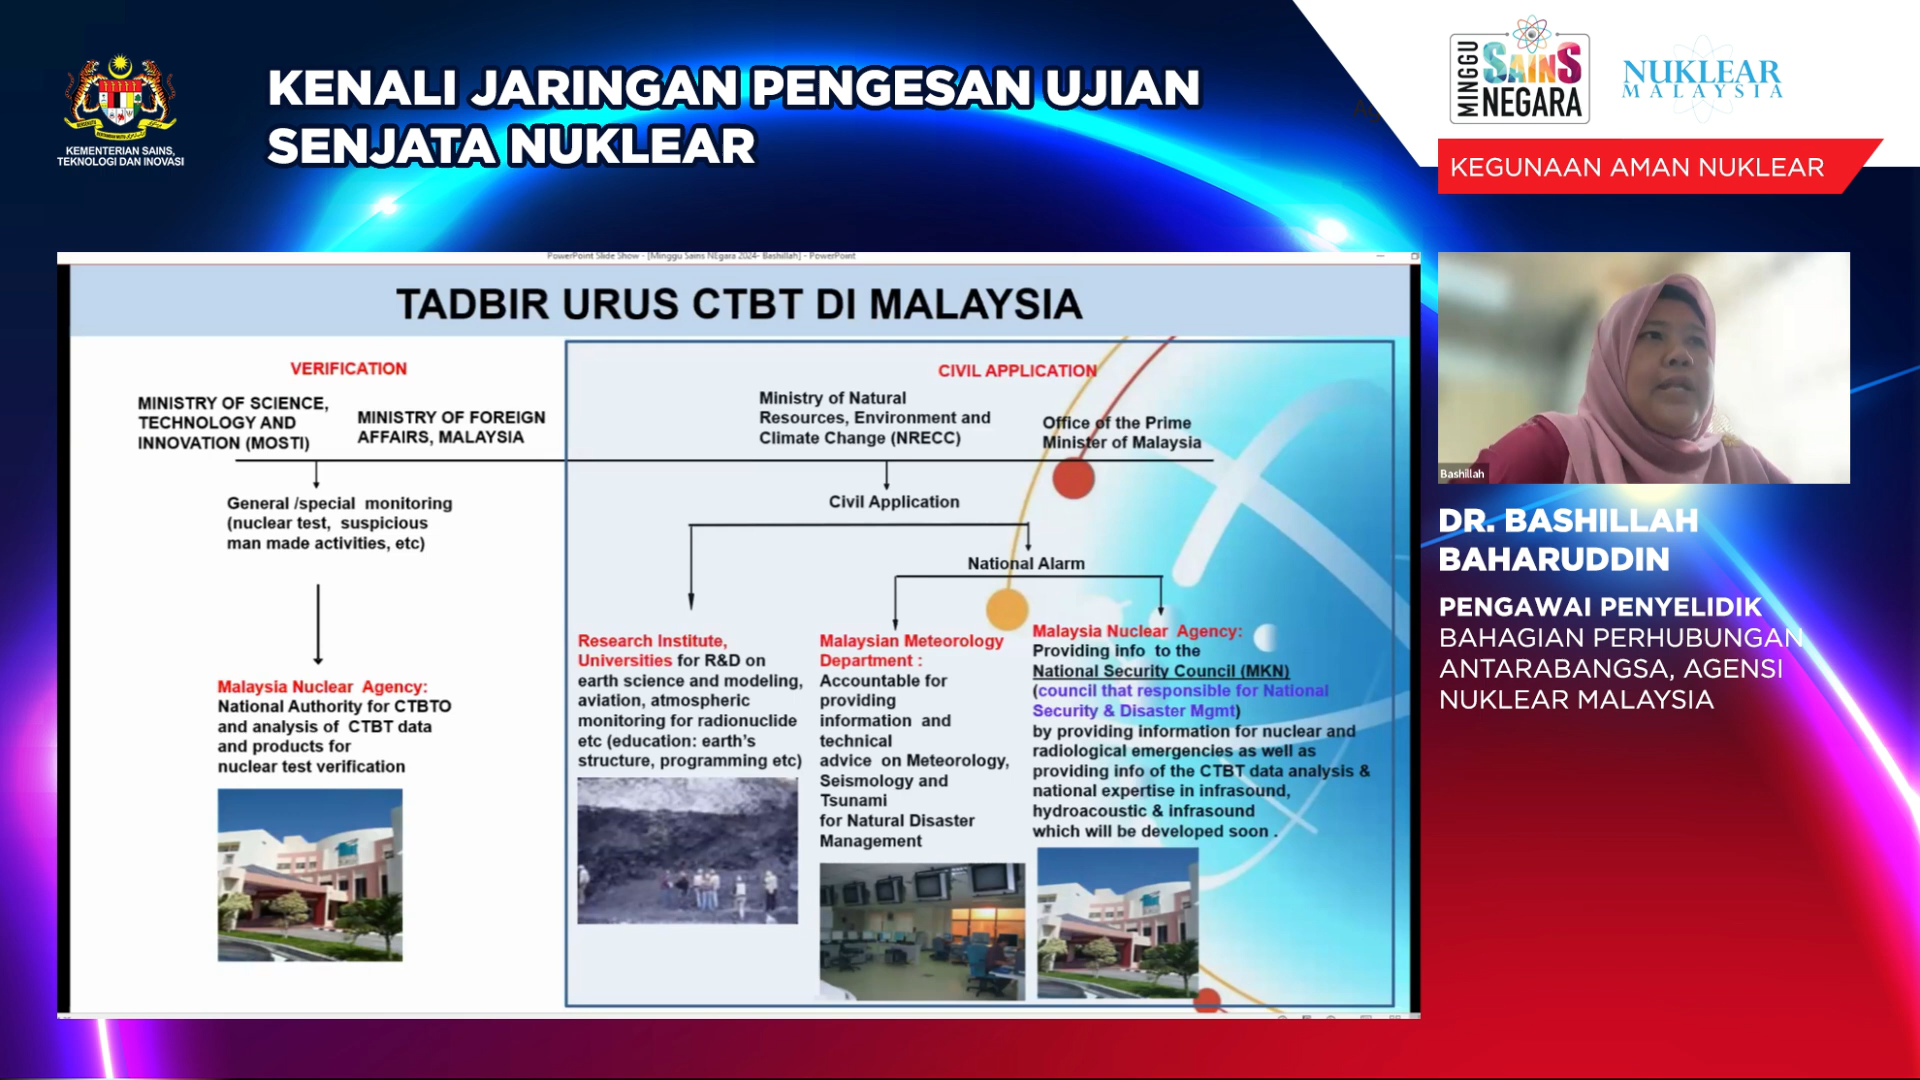 KEMENTERIAN SAINS,
TEKNOLOGI DAN INOVASI
KENALI JARINGAN PENGESAN UJIAN
SENJATA NUKLEAR
MINGGU
SAINS
NEGARA
NUKLEAR
MALAYSIA
KEGUNAAN AMAN NUKLEAR
PowerPoint Slide Show - [Minggu Sains NEgara 2024- Bashillah] - PowerPoint
TADBIR URUS CTBT DI MALAYSIA
VERIFICATION
MINISTRY OF SCIENCE,
TECHNOLOGY AND
INNOVATION (MOSTI)
MINISTRY OF FOREIGN
AFFAIRS, MALAYSIA
General /special monitoring
(nuclear test, suspicious
man made activities, etc)
Malaysia Nuclear Agency:
National Authority for CTBTO
and analysis of CTBT data
and products for
nuclear test verification
CIVIL APPLICATION
Ministry of Natural
Resources, Environment and
Climate Change (NRECC)
Office of the Prime
Minister of Malaysia
Civil Application
National Alarm
Research Institute,
Universities for R&D on
earth science and modeling,
aviation, atmospheric
monitoring for radionuclide
etc (education: earth's
structure, programming etc)
Malaysian Meteorology
Department :
Accountable for
providing
information and
technical
advice on Meteorology,
Seismology and
Tsunami
for Natural Disaster
Management
Malaysia Nuclear Agency:
Providing info to the
National Security Council (MKN)
(council that responsible for National
Security & Disaster Mgmt)
by providing information for nuclear and
radiological emergencies as well as
providing info of the CTBT data analysis &
national expertise in infrasound,
hydroacoustic & infrasound
which will be developed soon .
Bashillah
DR. BASHILLAH
BAHARUDDIN
PENGAWAI PENYELIDIK
BAHAGIAN PERHUBUNGAN
ANTARABANGSA, AGENSI
NUKLEAR MALAYSIA